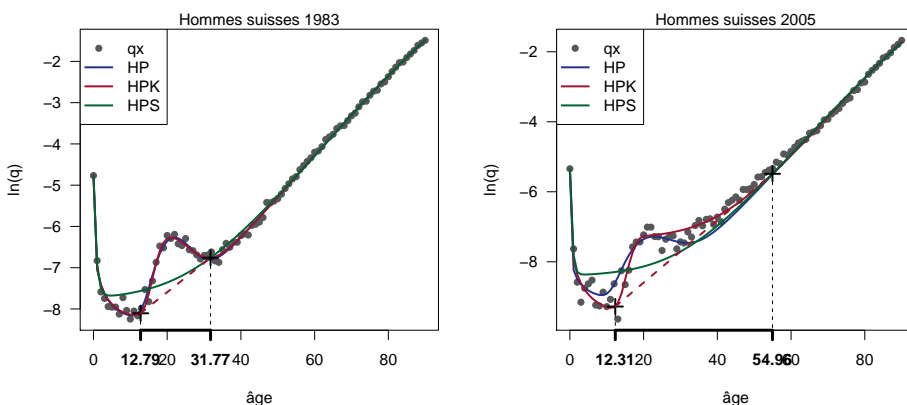 Hommes suisses 1983
qx
HP
HPK
HPS
ln(q)
−2
−3
−4
−5
−6
−7
−8
0 20 40 60 80
12.79 31.77
âge
Hommes suisses 2005
qx
HP
HPK
HPS
ln(q)
−2
−4
−6
−8
0 20 40 60 80
12.31 54.96
âge